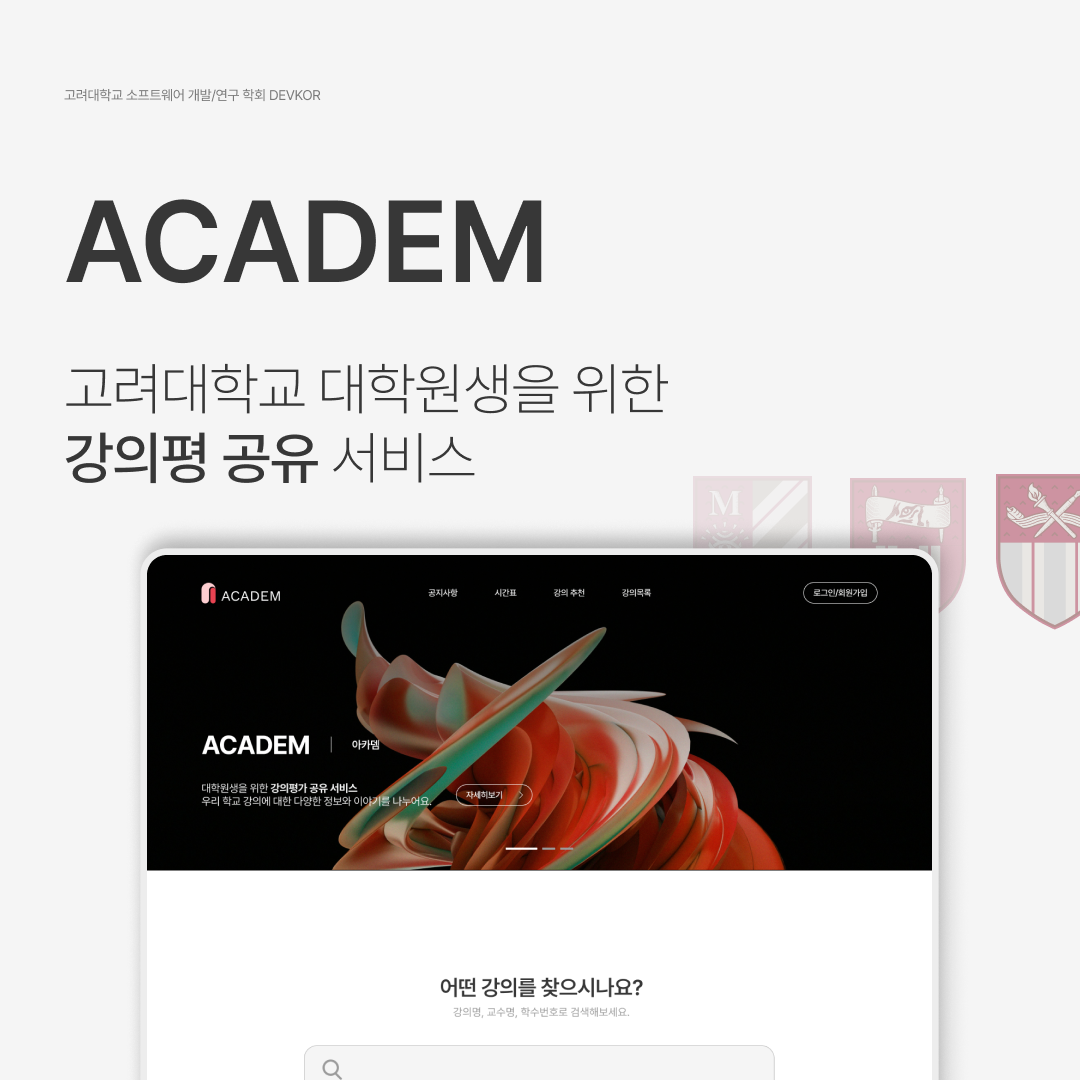 고려대학교 소프트웨어 개발/연구 학회 DEVKOR
ACADEM
고려대학교 대학원생을 위한
강의평 공유 서비스
M
ACADEM
공지사항
시간표
강의 추천
강의목록
로그인/회원가입
ACADEM | 아카뎀
대학원생을 위한 강의평가 공유 서비스
우리 학교 강의에 대한 다양한 정보와 이야기를 나누어요.
자세히보기
어떤 강의를 찾으시나요?
강의명, 교수명, 학수번호로 검색해보세요.